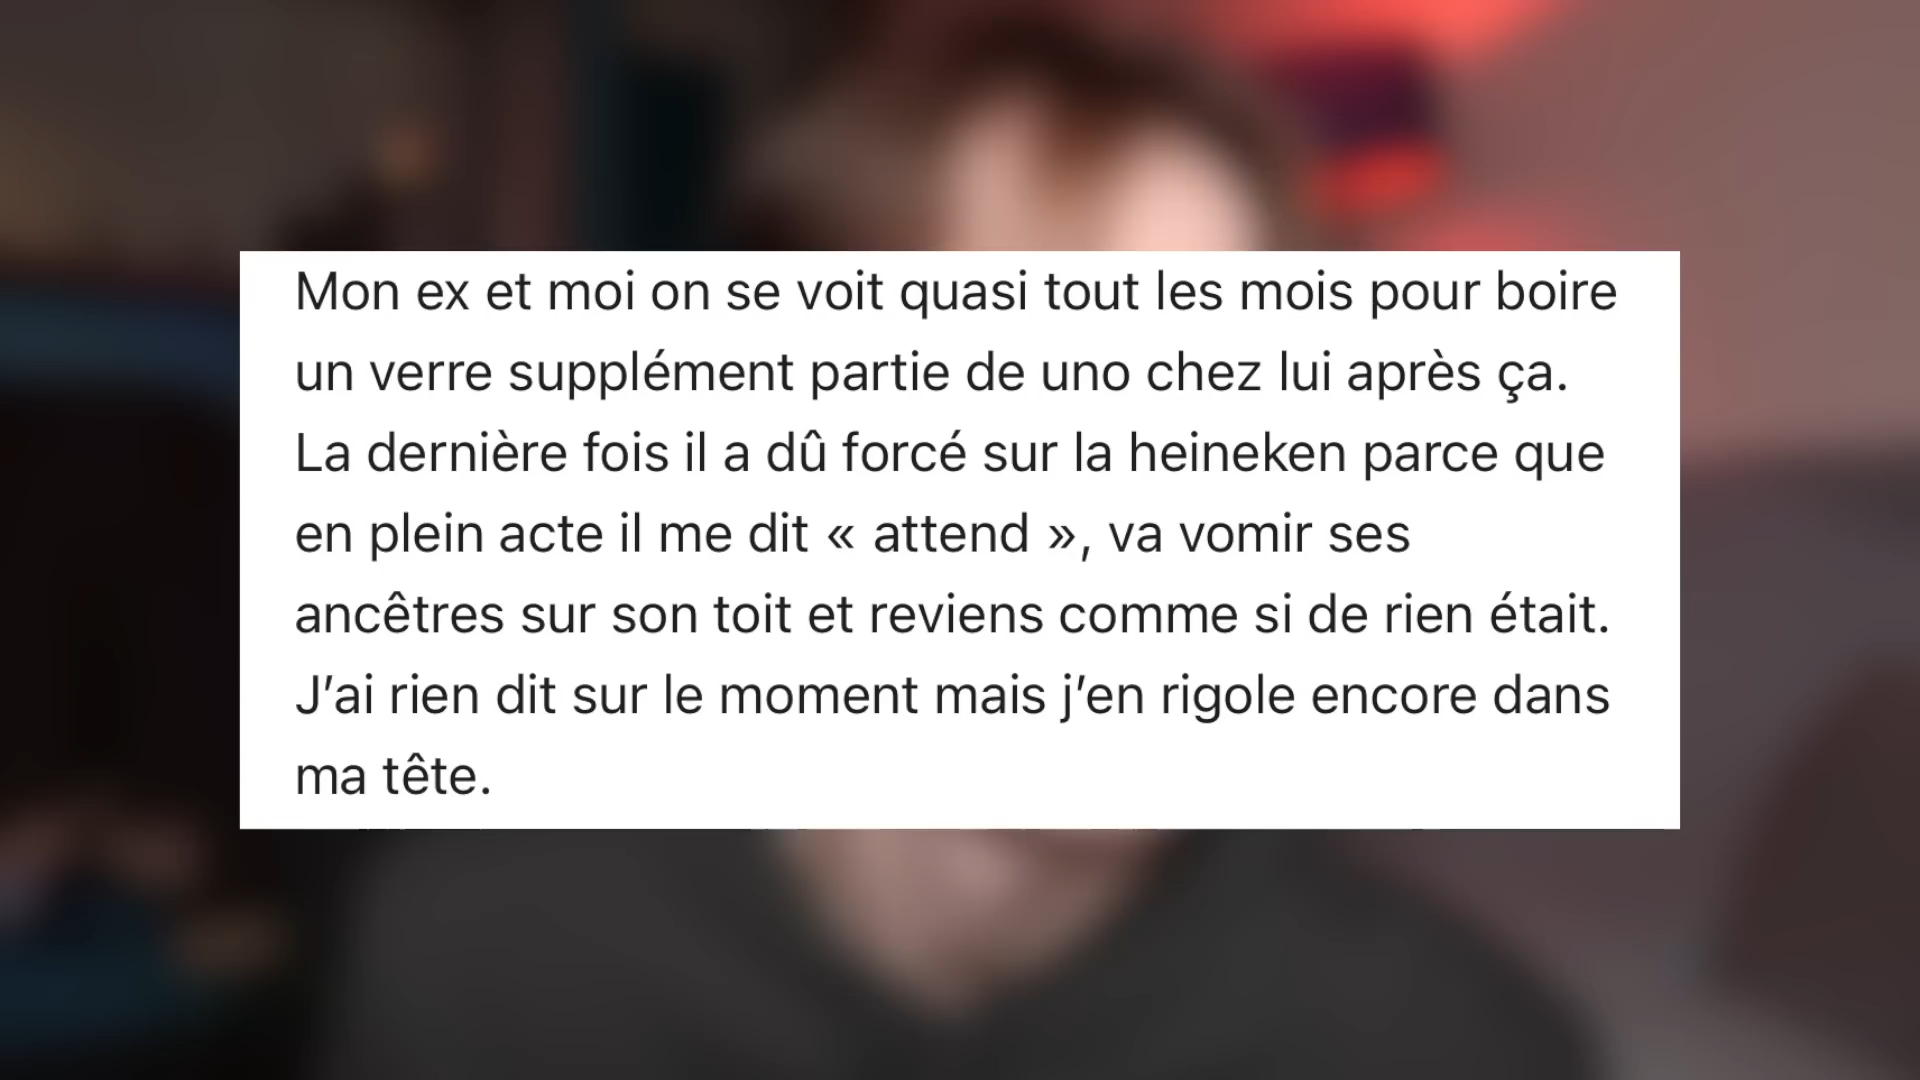 Mon ex et moi on se voit quasi tout les mois pour boire
un verre supplément partie de uno chez lui après ça.
La dernière fois il a dû forcé sur la heineken parce que
en plein acte il me dit « attend », va vomir ses
ancêtres sur son toit et reviens comme si de rien était.
J’ai rien dit sur le moment mais j’en rigole encore dans
ma tête.